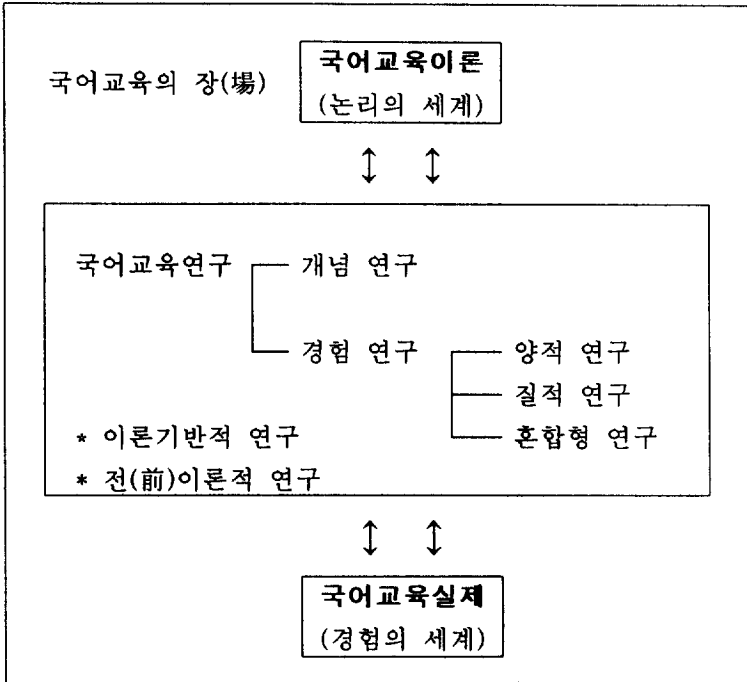 국어교육의 장(場)
국어교육이론
(논리의 세계)
국어교육연구 개념 연구
경험 연구 양적 연구
질적 연구
* 이론기반적 연구 혼합형 연구
* 전(前)이론적 연구
국어교육실제
(경험의 세계)